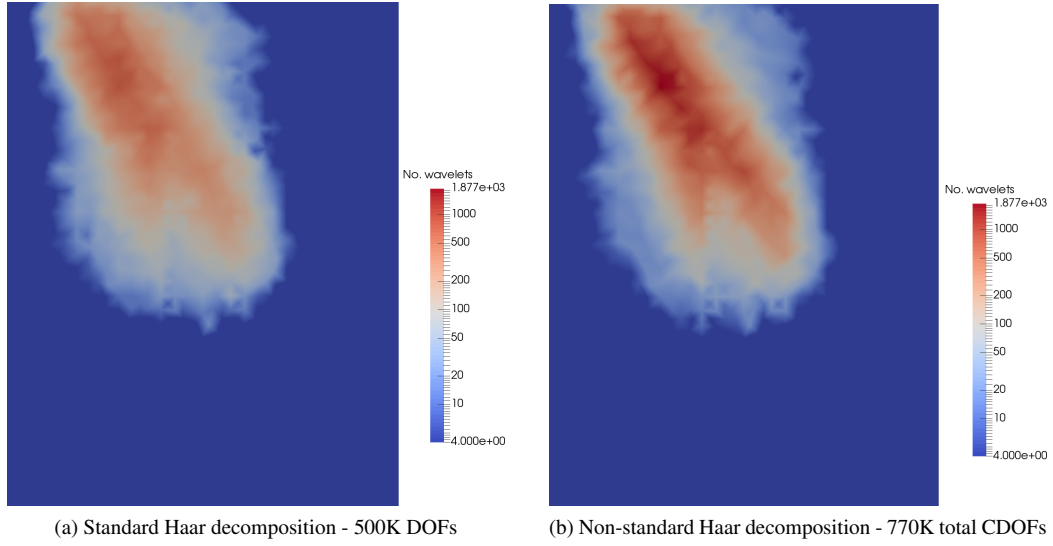 No. wavelets
1.877e+03
1000
500
200
100
50
20
10
4.000e+00
No. wavelets
1.877e+03
1000
500
200
100
50
20
10
4.000e+00
(a) Standard Haar decomposition - 500K DOFs
(b) Non-standard Haar decomposition - 770K total CDOFs